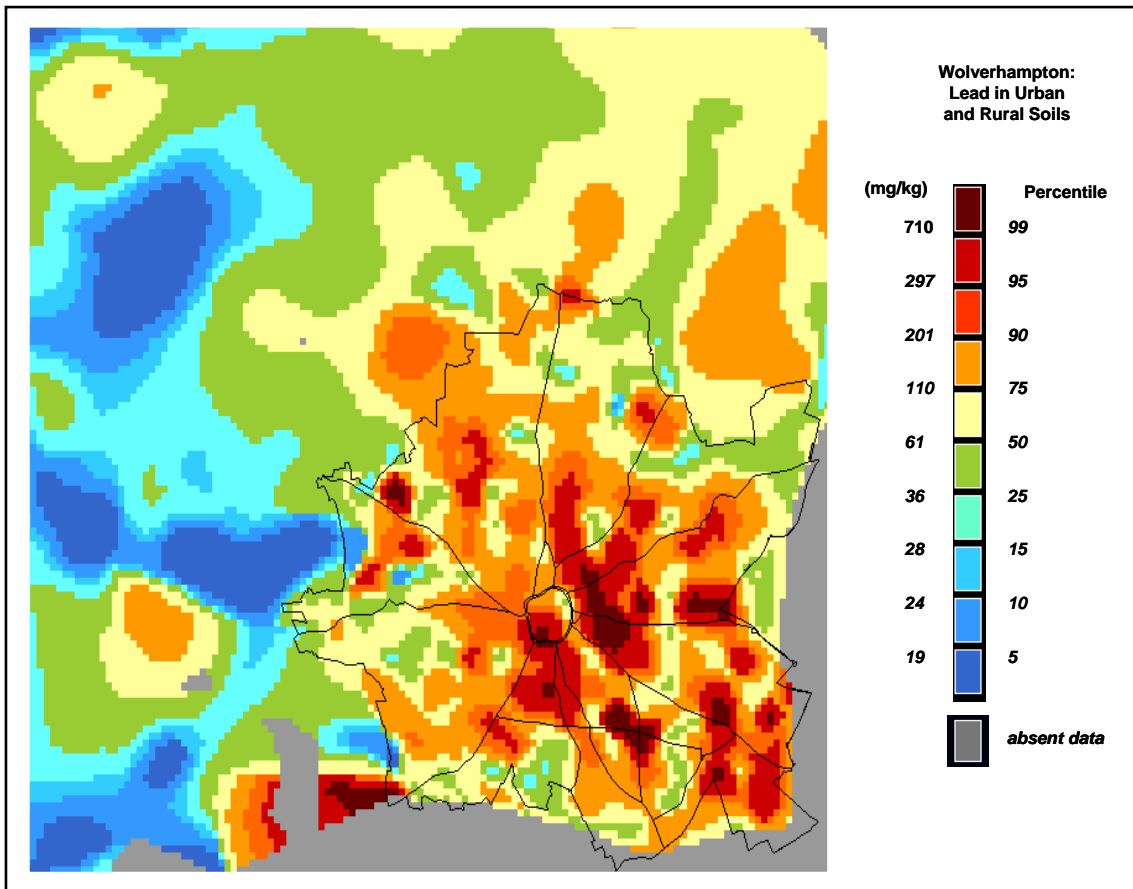 Wolverhampton:
Lead in Urban
and Rural Soils
(mg/kg) Percentile
710 99
297 95
201 90
110 75
61 50
36 25
28 15
24 10
19 5
absent data